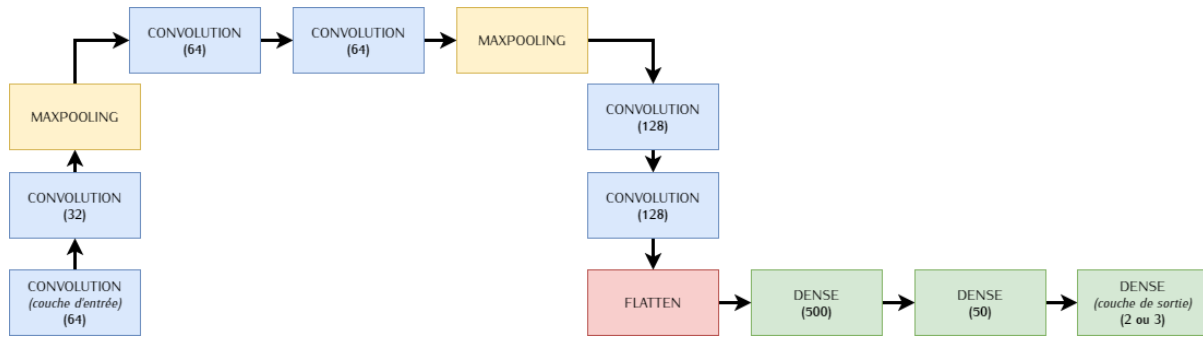 CONVOLUTION
(64)
CONVOLUTION
(64)
MAXPOOLING
MAXPOOLING
CONVOLUTION
(128)
CONVOLUTION
(32)
CONVOLUTION
(128)
CONVOLUTION
(couche d'entrée)
(64)
FLATTEN
DENSE
(500)
DENSE
(50)
DENSE
(couche de sortie)
(2 ou 3)